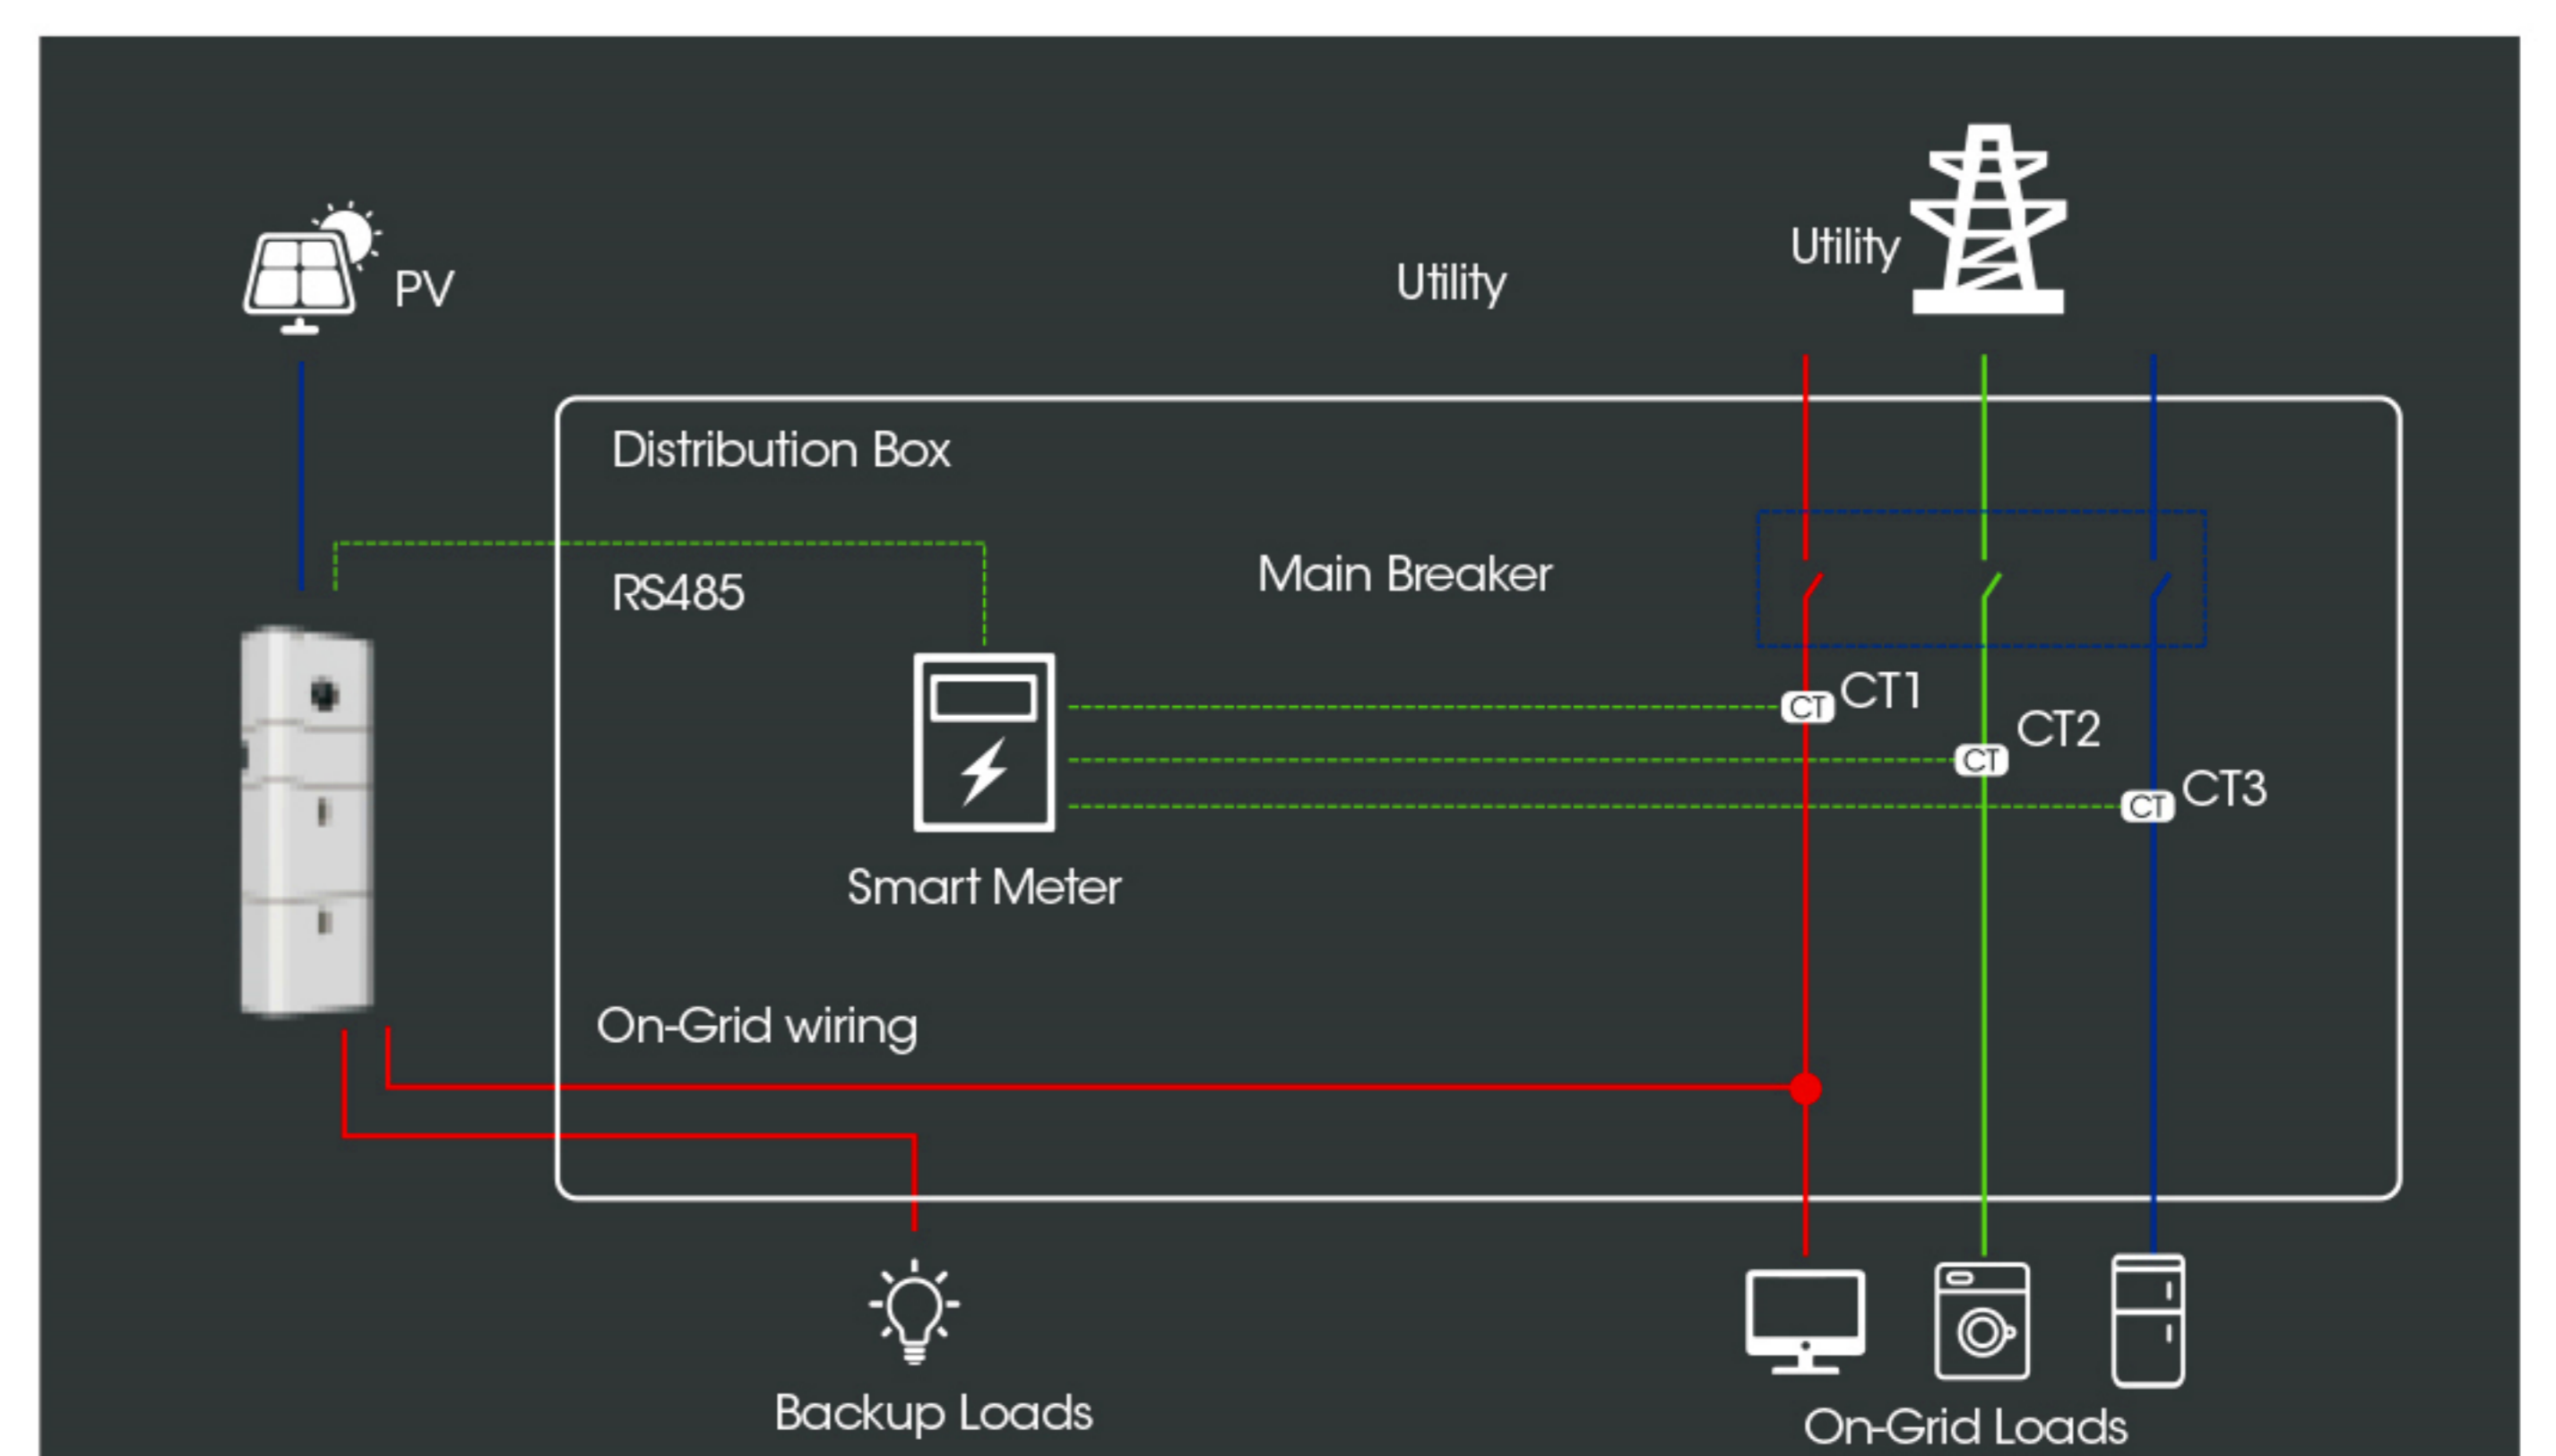 Utility
PV
Utility
Distribution Box
RS485
Main Breaker
CT CT1
CT CT2
CT CT3
Smart Meter
On-Grid wiring
Backup Loads
On-Grid Loads